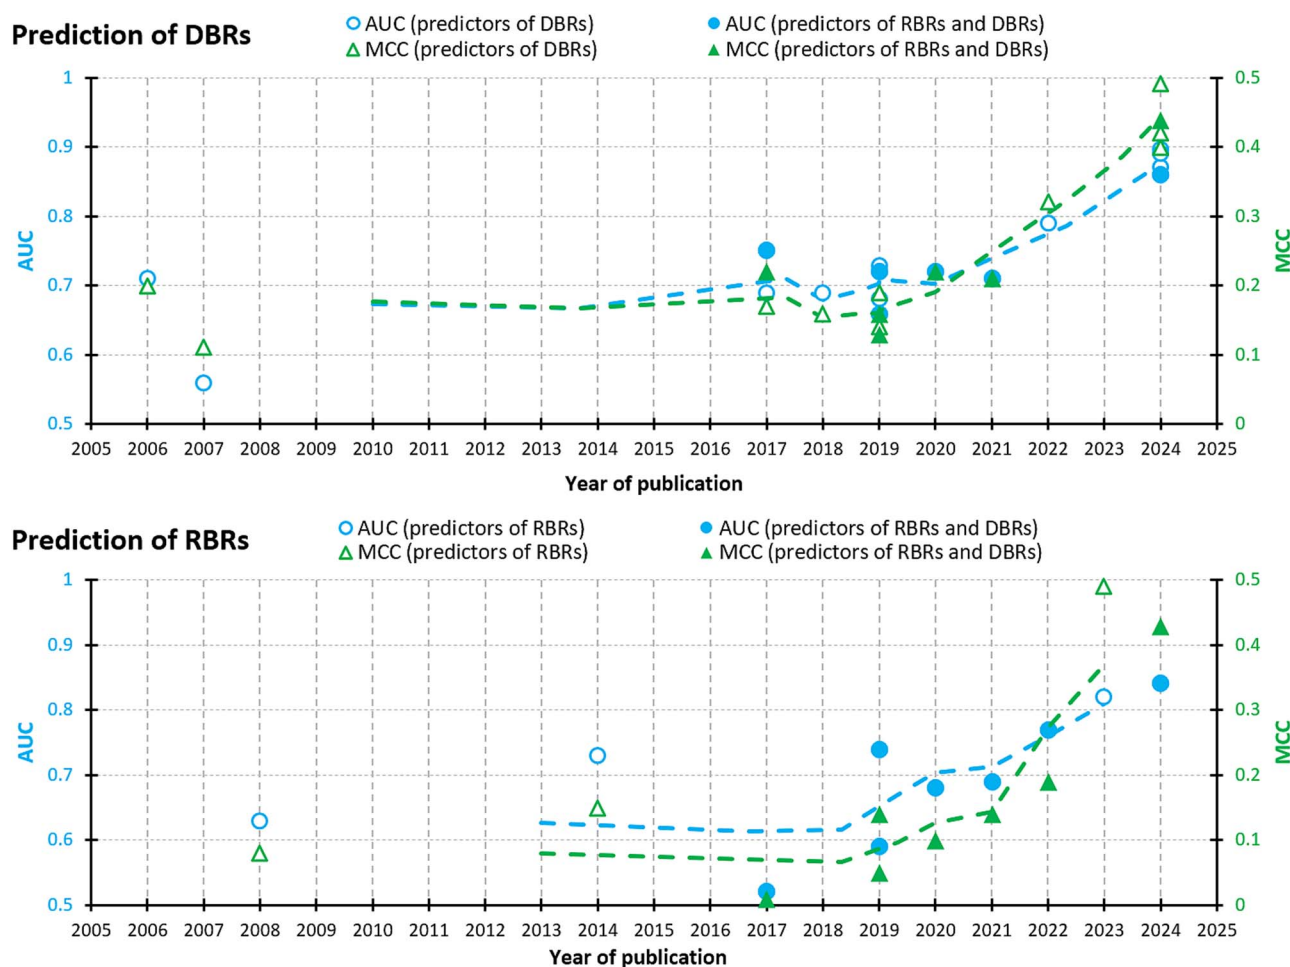 Prediction of DBRs
AUC (predictors of DBRs)
AUC (predictors of RBRs and DBRs)
MCC (predictors of DBRs)
MCC (predictors of RBRs and DBRs)
1
0.5
0.9
0.4
0.8
0.3
0.7
0.2
0.6
0.1
0.5
0
AUC
MCC
2005 2006 2007 2008 2009 2010 2012 2012 2013 2014 2015 2016 2017 2018 2019 2020 2021 2022 2023 2024 2025
Year of publication
Prediction of RBRs
AUC (predictors of RBRs)
AUC (predictors of RBRs and DBRs)
MCC (predictors of RBRs)
MCC (predictors of RBRs and DBRs)
1
0.5
0.9
0.4
0.8
0.3
0.7
0.2
0.6
0.1
0.5
0
AUC
MCC
2005 2006 2007 2008 2009 2010 2012 2012 2013 2014 2015 2016 2017 2018 2019 2020 2021 2022 2023 2024 2025
Year of publication